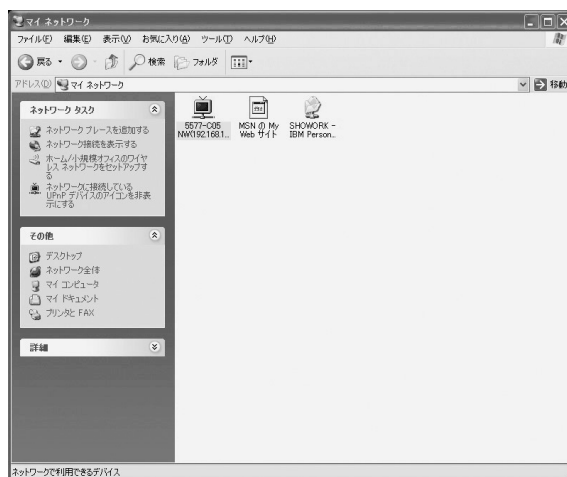 マイ ネットワーク
ファイル(F) 編集(E) 表示(V) お気に入り(A) ツール(T) ヘルプ(H)
戻る 検索 フォルダ
アドレス(D) マイ ネットワーク 移動
ネットワーク タスク
ネットワーク プレースを追加する
ネットワーク接続を表示する
ホーム/小規模オフィスのワイヤ
レス ネットワークをセットアップす
る
ネットワークに接続している
UPnP デバイスのアイコンを非表
示にする
その他
デスクトップ
ネットワーク全体
マイ コンピュータ
マイ ドキュメント
プリンタと FAX
詳細
5577-C05
NW(192.168.1...
MSN の My
Web サイト
SHOWORK -
IBM Person...
ネットワークで利用できるデバイス